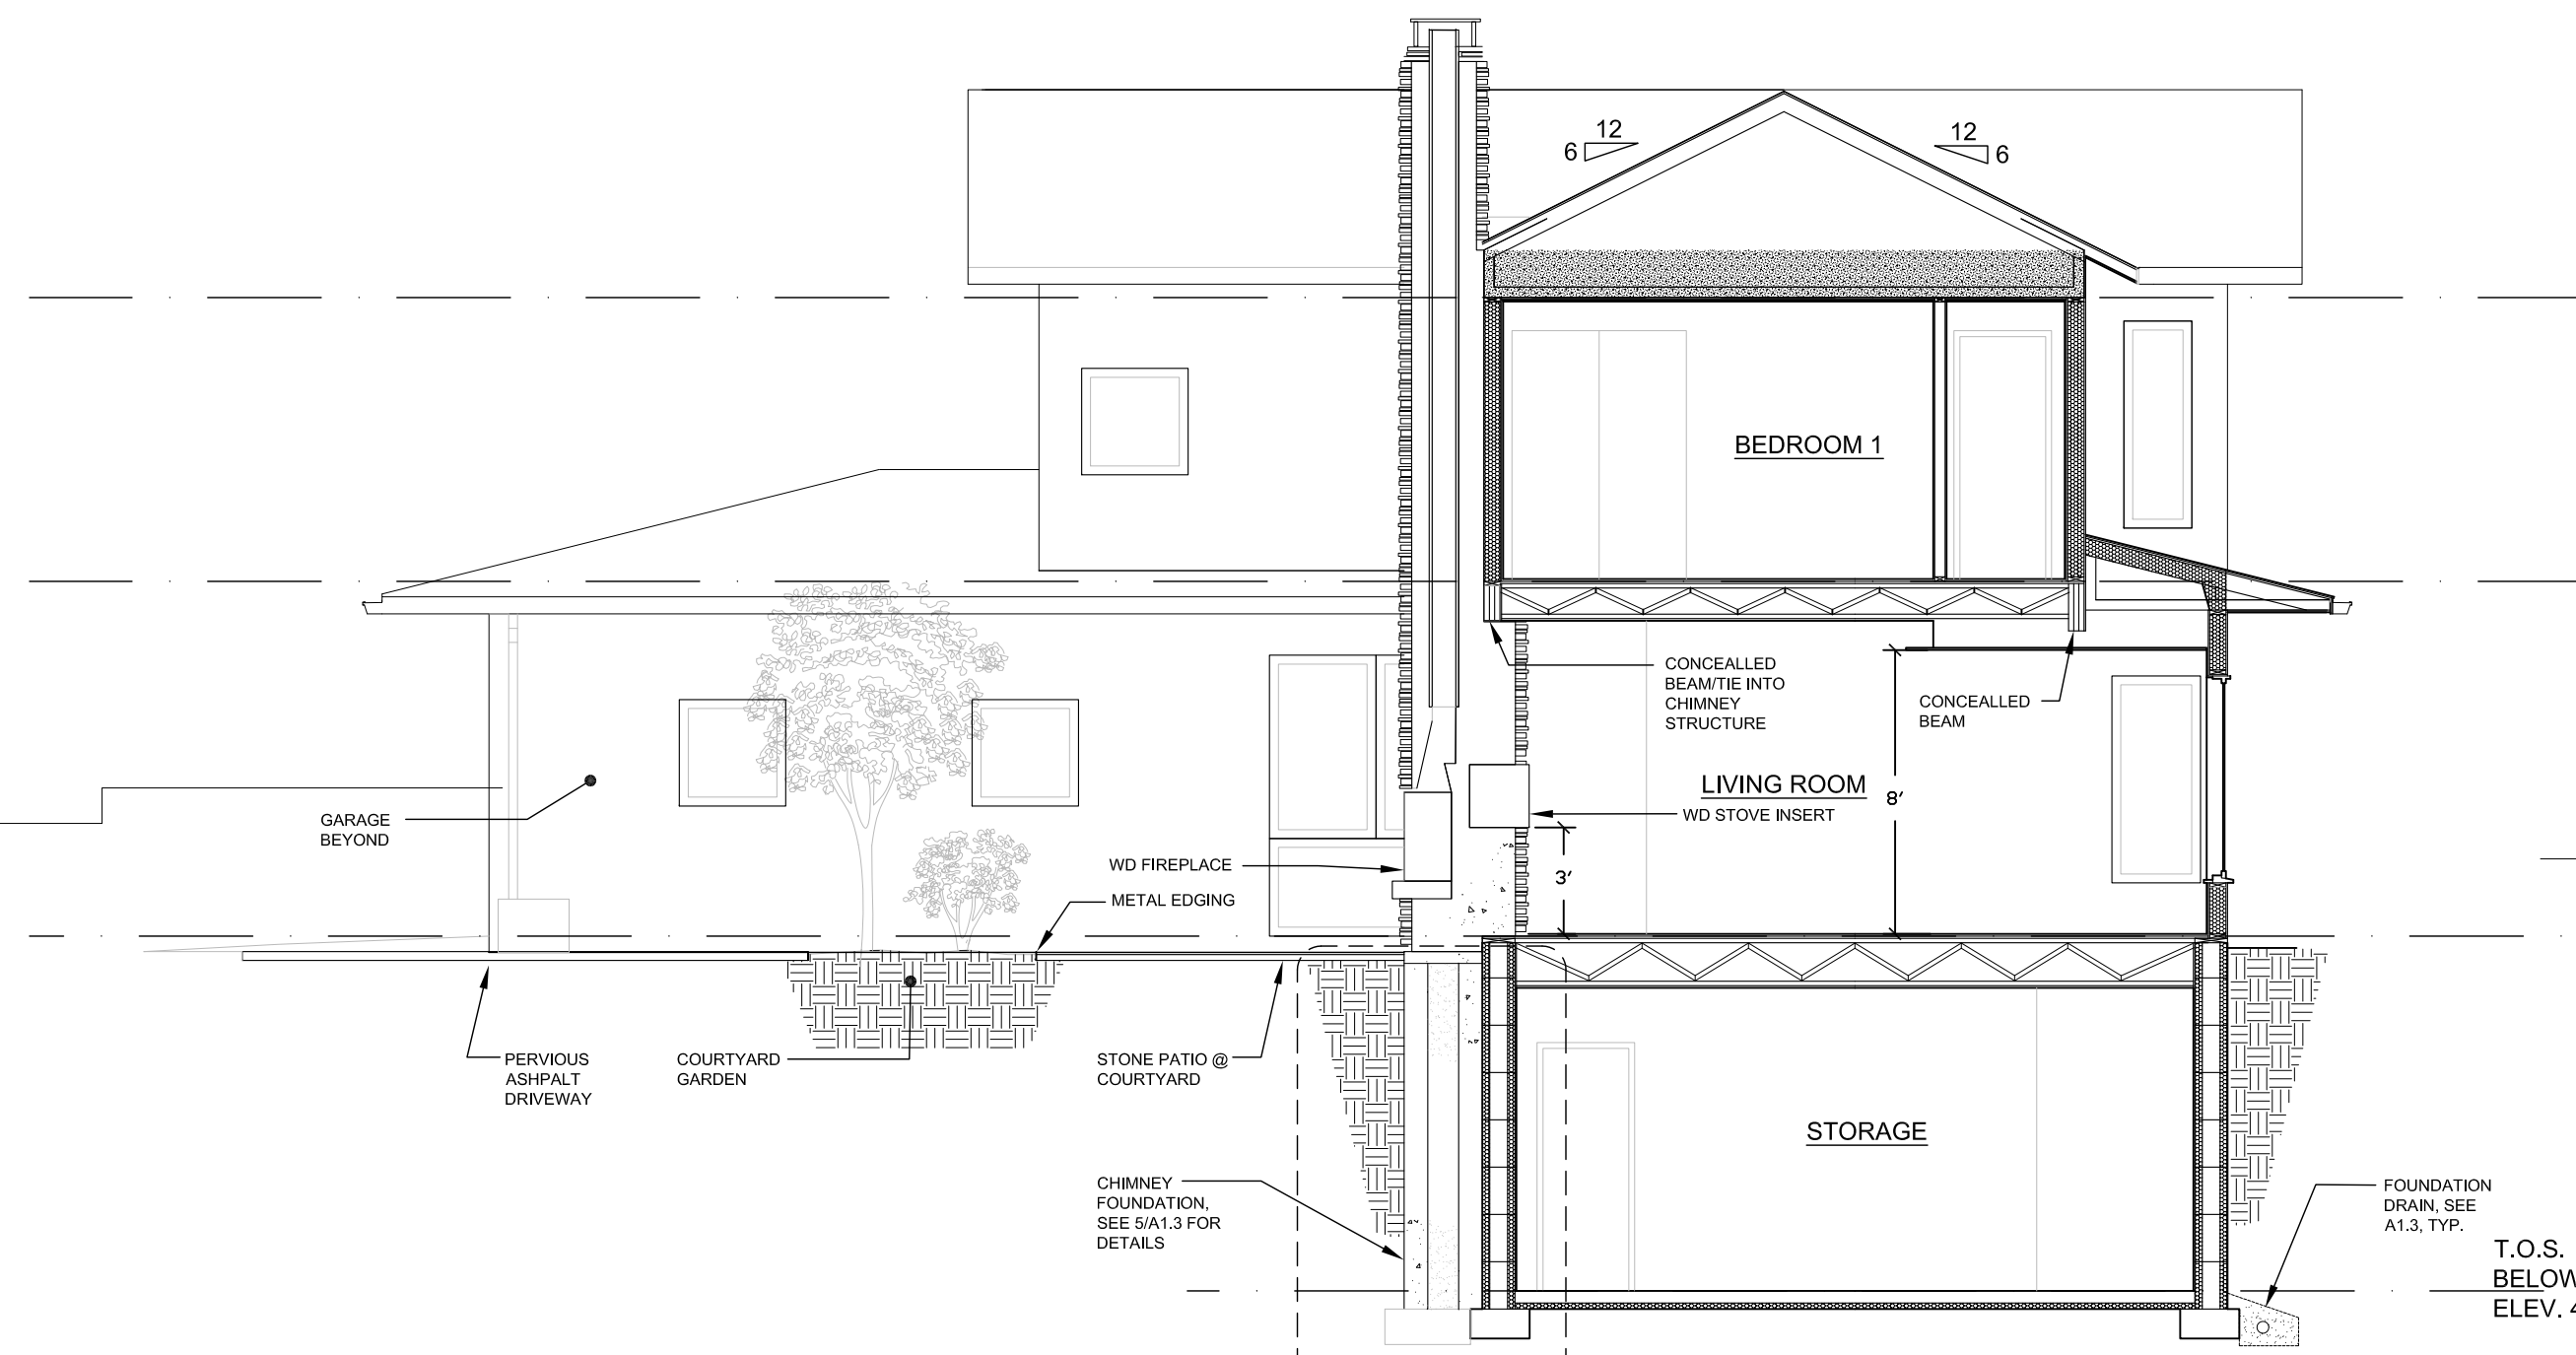 12
6
12
6
BEDROOM 1
CONCEALLED
BEAM/TIE INTO
CHIMNEY
STRUCTURE
CONCEALLED
BEAM
LIVING ROOM
8'
WD STOVE INSERT
GARAGE
BEYOND
WD FIREPLACE
3'
METAL EDGING
PERVIOUS
ASHPALT
DRIVEWAY
COURTYARD
GARDEN
STONE PATIO @
COURTYARD
STORAGE
CHIMNEY
FOUNDATION,
SEE 5/A1.3 FOR
DETAILS
FOUNDATION
DRAIN, SEE
A1.3, TYP.
T.O.S.
BELOW
ELEV. 4